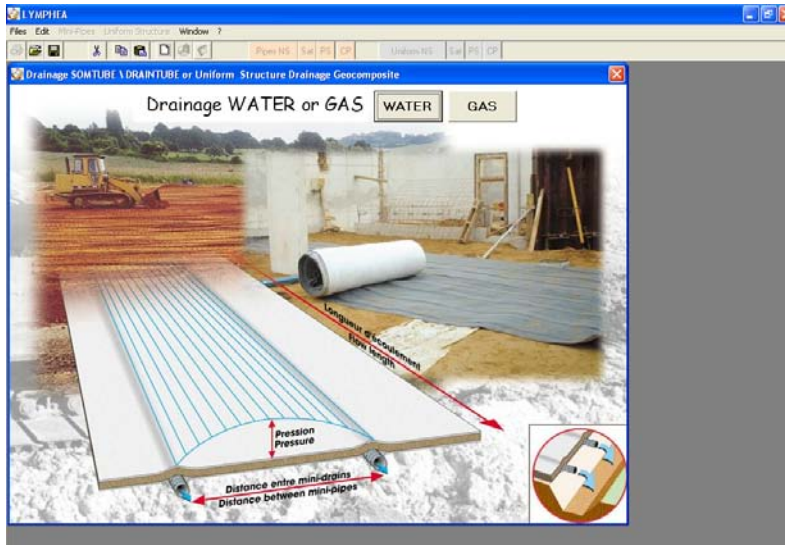 LYMPHEA
Files Edit Mini-Pipes Uniform Structure Window ?
Pipes NS Sat PS CP Uniform NS Sat PS CP
Drainage SOMTUBE \ DRAINTUBE or Uniform Structure Drainage Geocomposite
Drainage WATER or GAS WATER GAS
Longueur d'écoulement
Flow length
Pression
Pressure
Distance entre mini-drains
Distance between mini-pipes